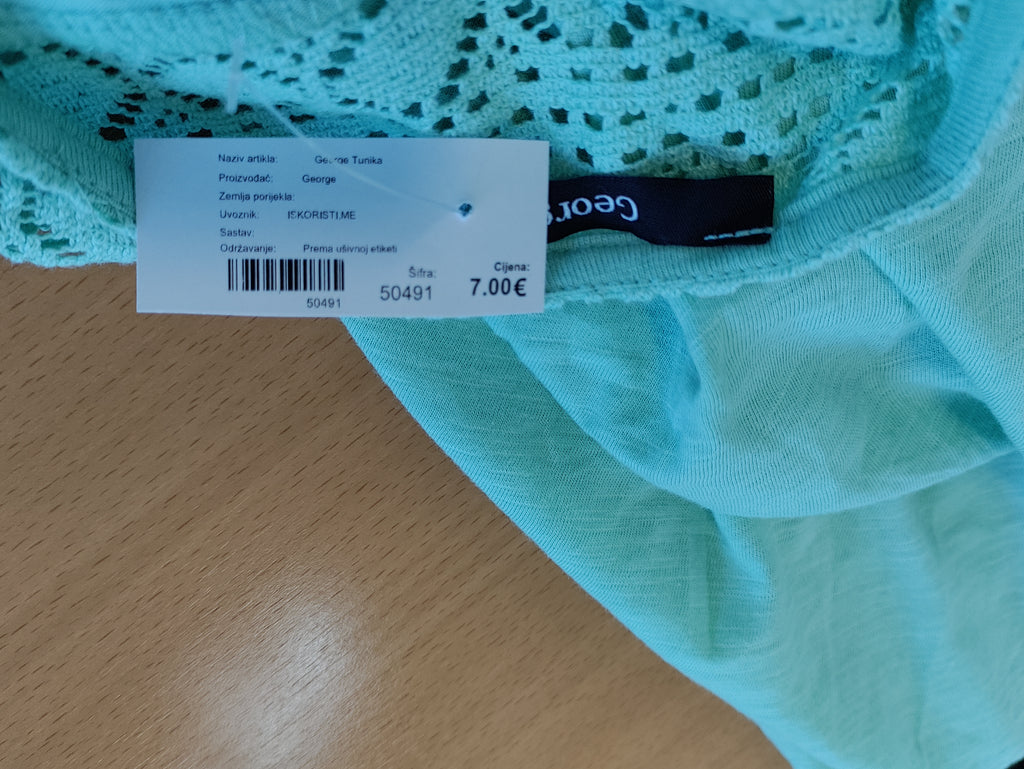 Naziv artikla: George Tunika
Proizvođač: George
Zemlja porijekla:
Uvoznik: ISKORISTI.ME
Sastav:
Održavanje: Prema ušivnoj etiketi
50491
Šifra:
50491
Cijena:
7.00€
Geor